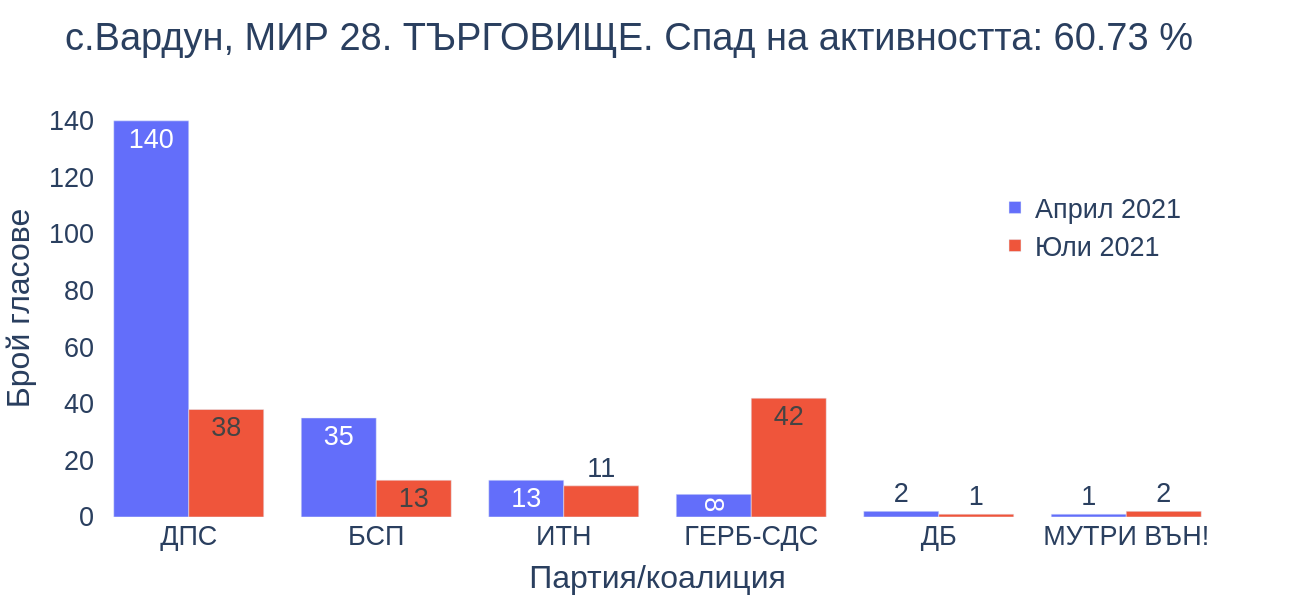 с.Вардун, МИР 28. ТЪРГОВИЩЕ. Спад на активността: 60.73 %
Брой гласове
140
120
100
80
60
40
20
0
140
38
35
13
13
11
8
42
2
1
1
2
Април 2021
Юли 2021
ДПС
БСП
ИТН
ГЕРБ-СДС
ДБ
МУТРИ ВЪН!
Партия/коалиция